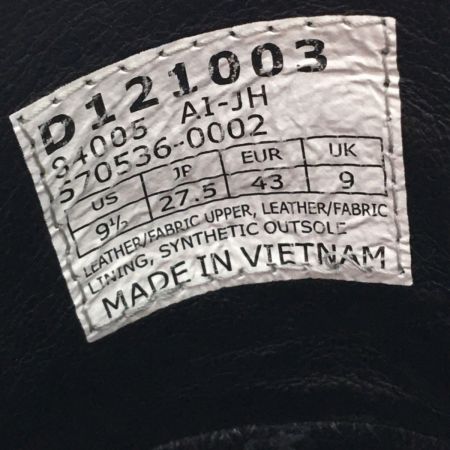 D121003
84005 AI-JH
570536-0002
US JP EUR UK
9½ 27.5 43 9
LEATHER/FABRIC UPPER, LEATHER/FABRIC
LINING, SYNTHETIC OUTSOLE
MADE IN VIETNAM